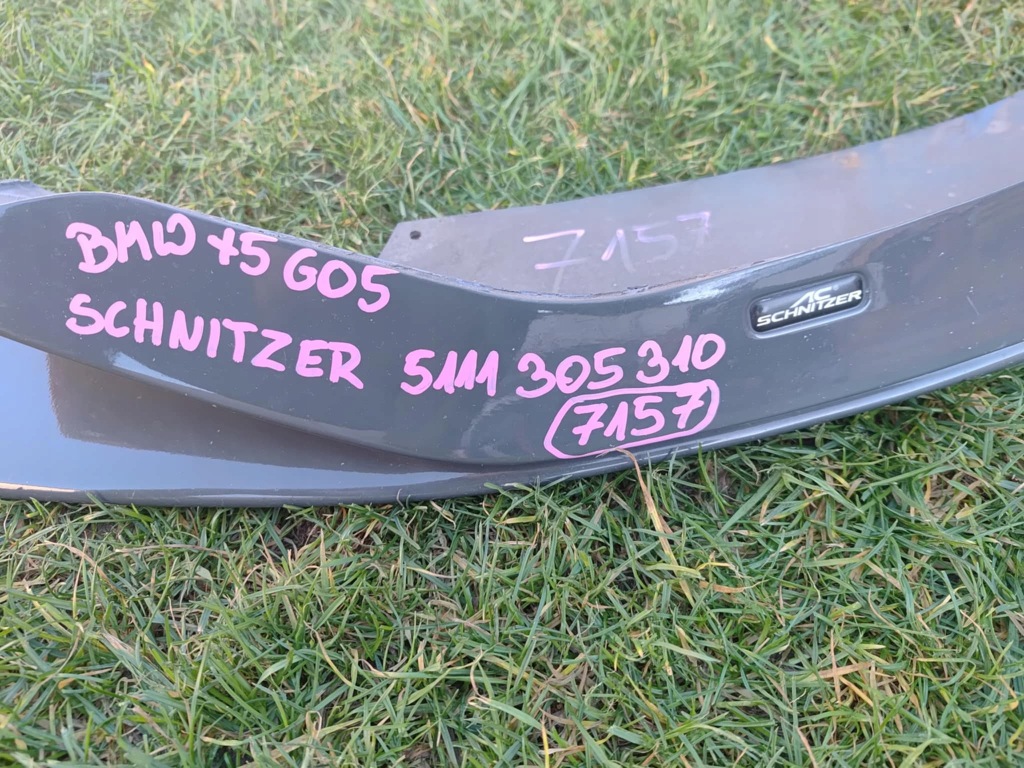 BMW X5 G05
7157
AC
SCHNITZER
SCHNITZER 5111 305 310
7157